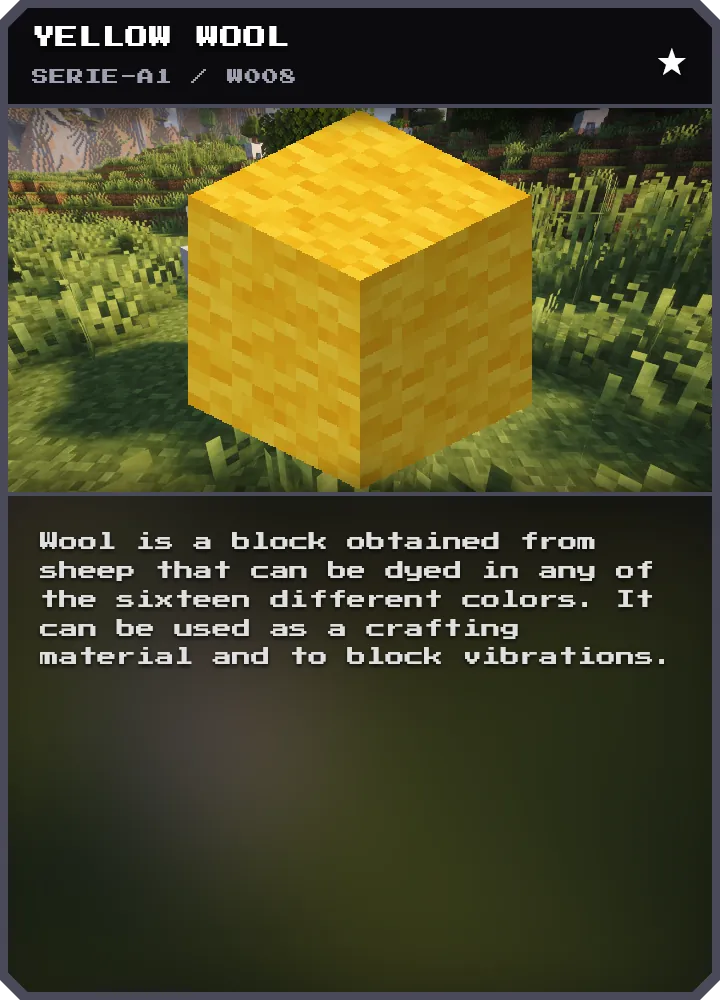 YELLOW WOOL
SERIE-A1 / W008
Wool is a block obtained from
sheep that can be dyed in any of
the sixteen different colors. It
can be used as a crafting
material and to block vibrations.